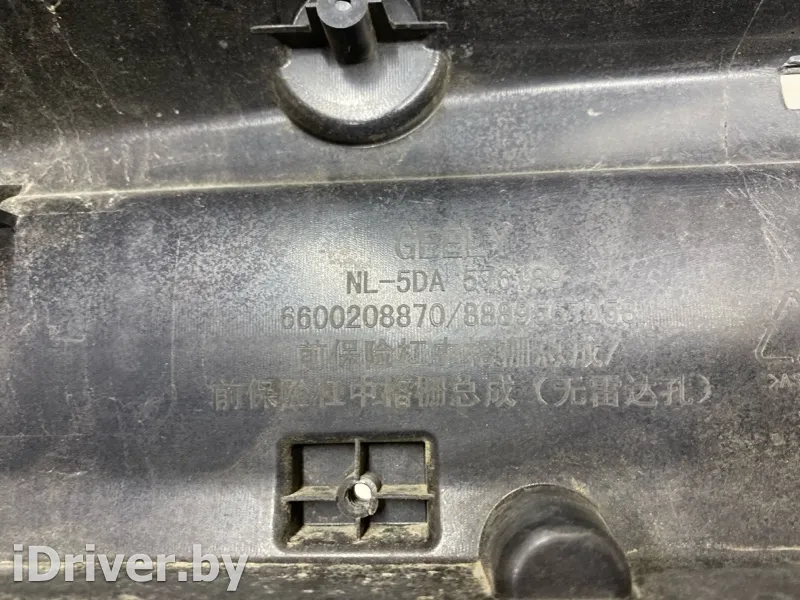 GEELY
NL-5DA
6600208870/
前保险杠中格栅总成/
前保险杠中格栅总成（无雷达孔）
iDriver.by